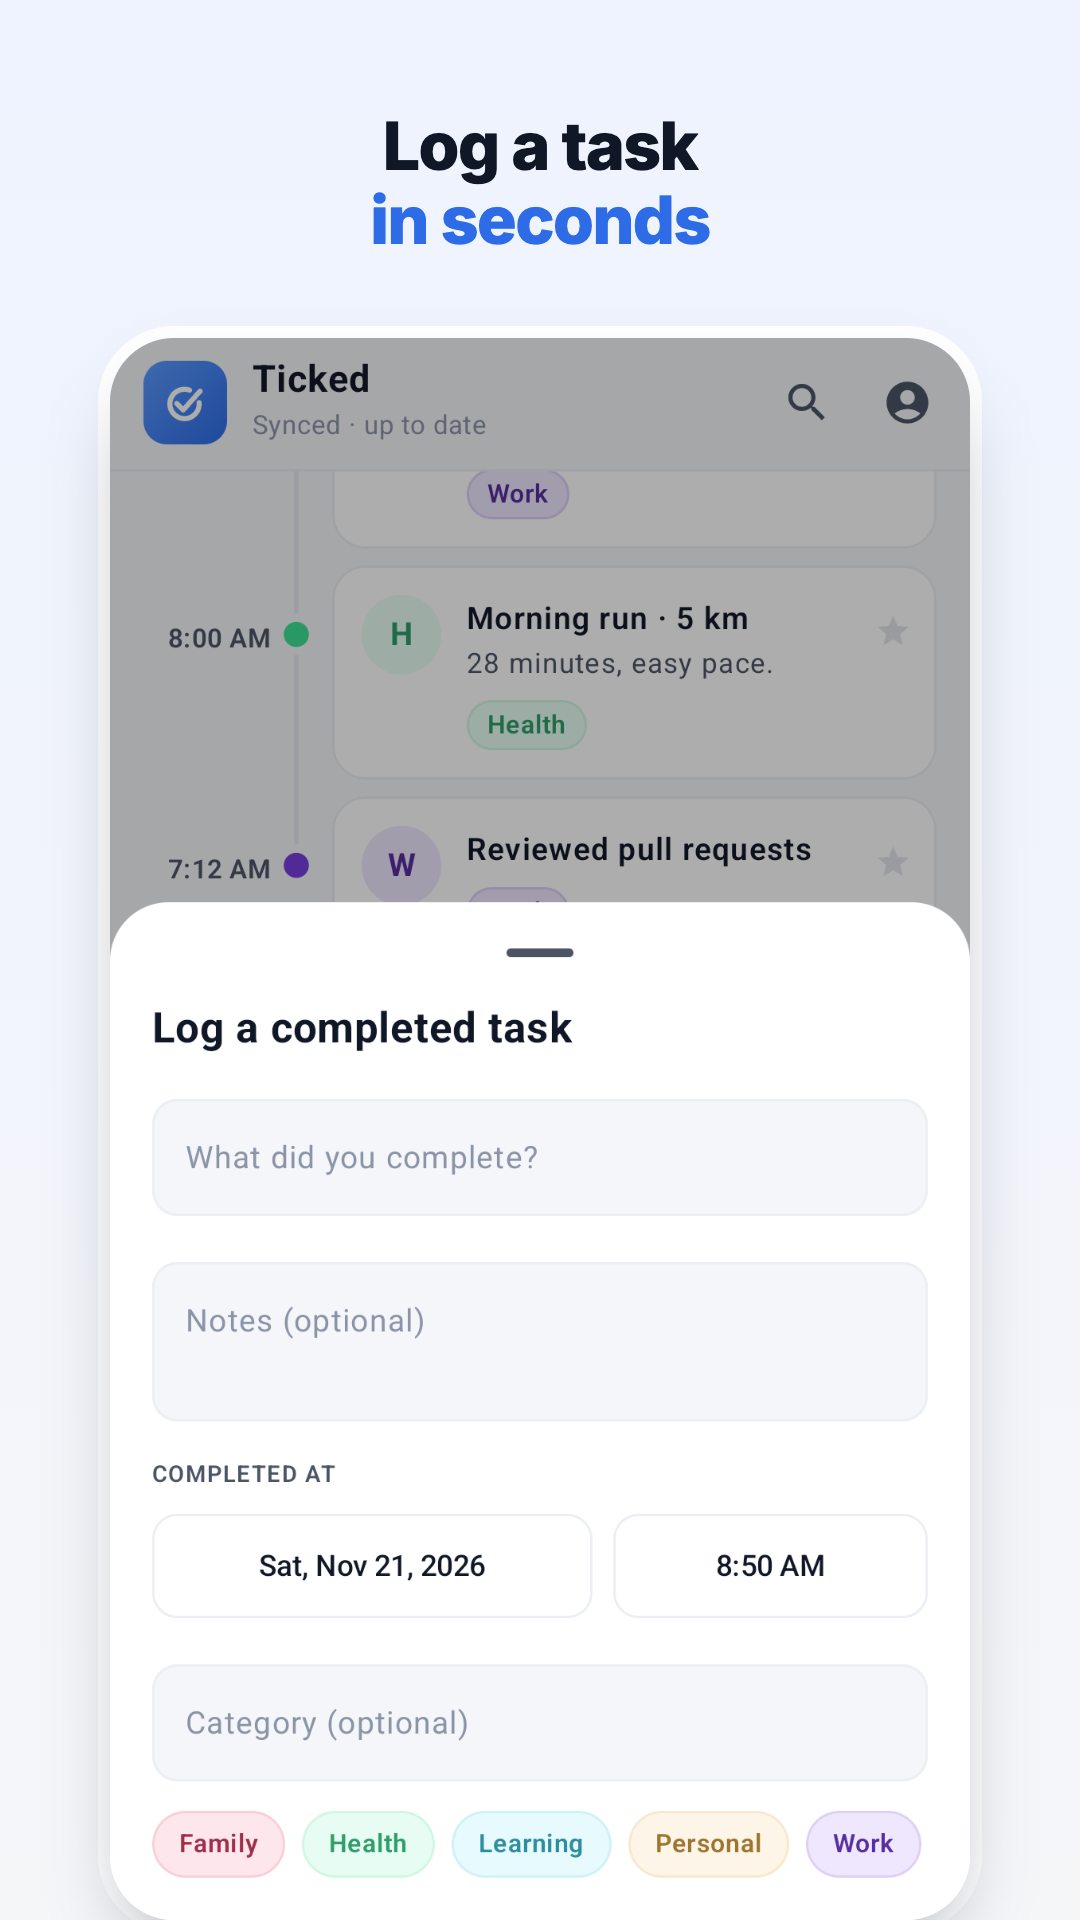 Log a task
in seconds
Ticked
Synced · up to date
Work
8:00 AM
H
Morning run · 5 km
28 minutes, easy pace.
Health
7:12 AM
W
Reviewed pull requests
Log a completed task
What did you complete?
Notes (optional)
COMPLETED AT
Sat, Nov 21, 2026
8:50 AM
Category (optional)
Family
Health
Learning
Personal
Work